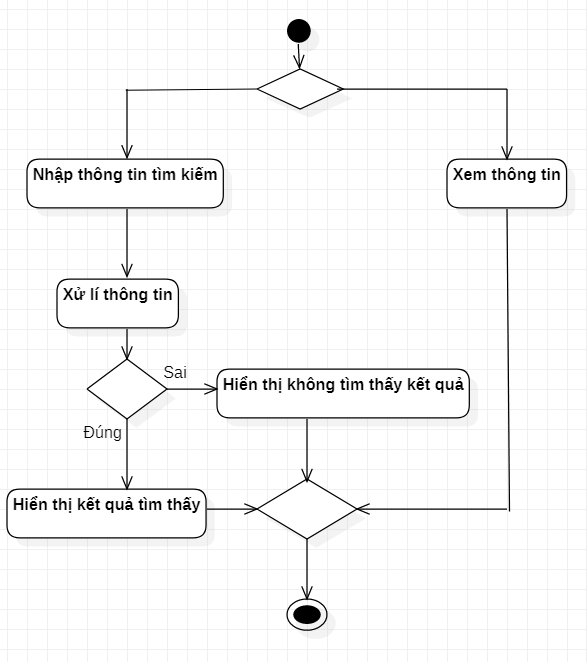 Nhập thông tin tìm kiếm
Xem thông tin
Xử lí thông tin
Sai
Hiển thị không tìm thấy kết quả
Đúng
Hiển thị kết quả tìm thấy